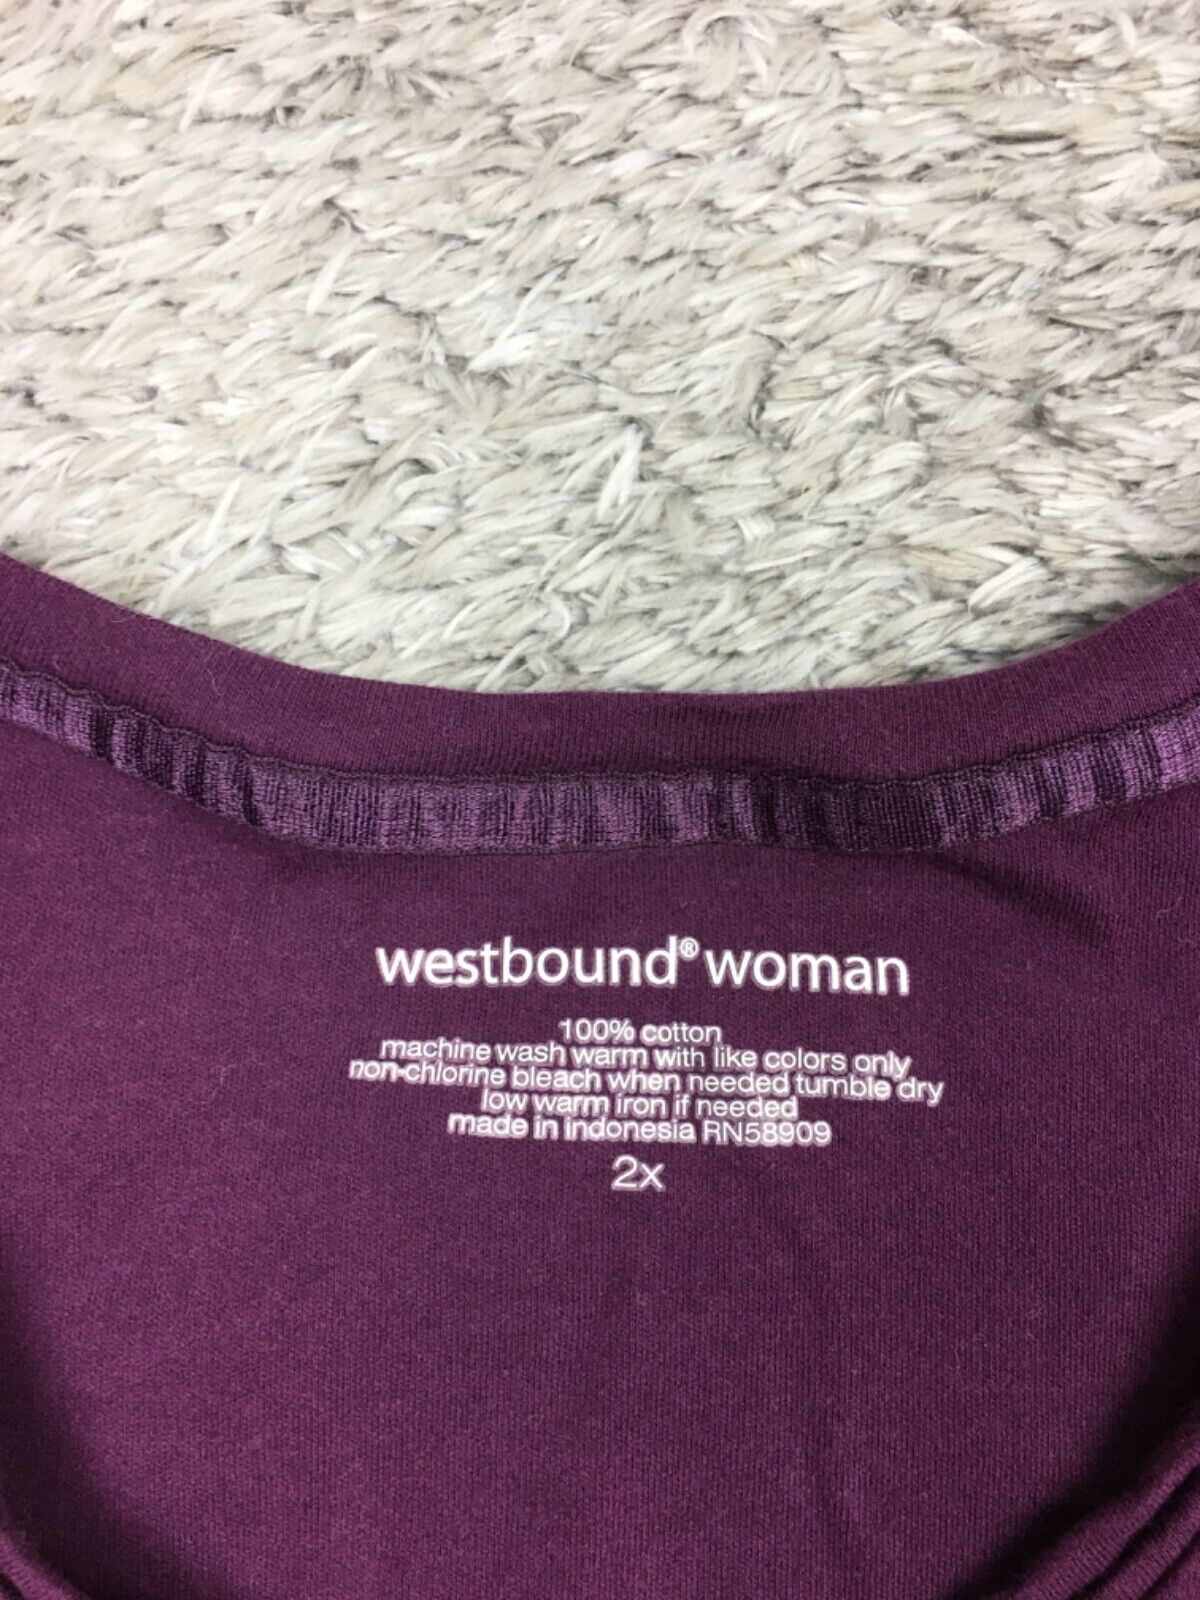 westbound® woman
100% cotton
machine wash warm with like colors only
non-chlorine bleach when needed tumble dry
low warm iron if needed
made in indonesia RN58909
2x